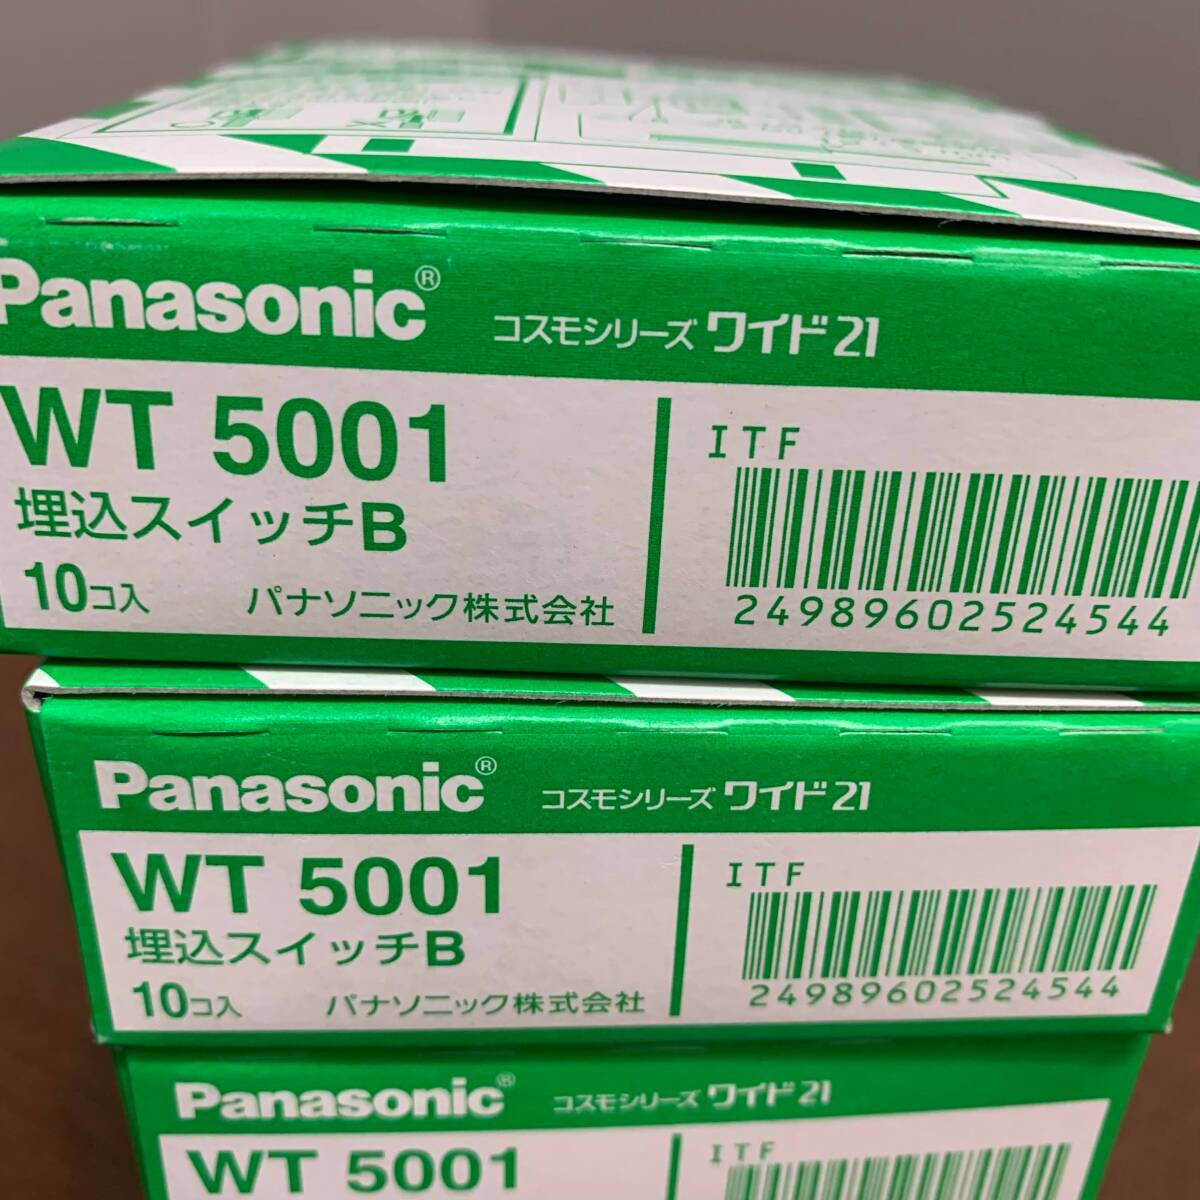 Panasonic® コスモシリーズ ワイド21
WT 5001
埋込スイッチB
10コ入 パナソニック株式会社
ITF
24989602524544
Panasonic® コスモシリーズ ワイド21
WT 5001
埋込スイッチB
10コ入 パナソニック株式会社
ITF
24989602524544
Panasonic® コスモシリーズ ワイド21
WT 5001
ITF